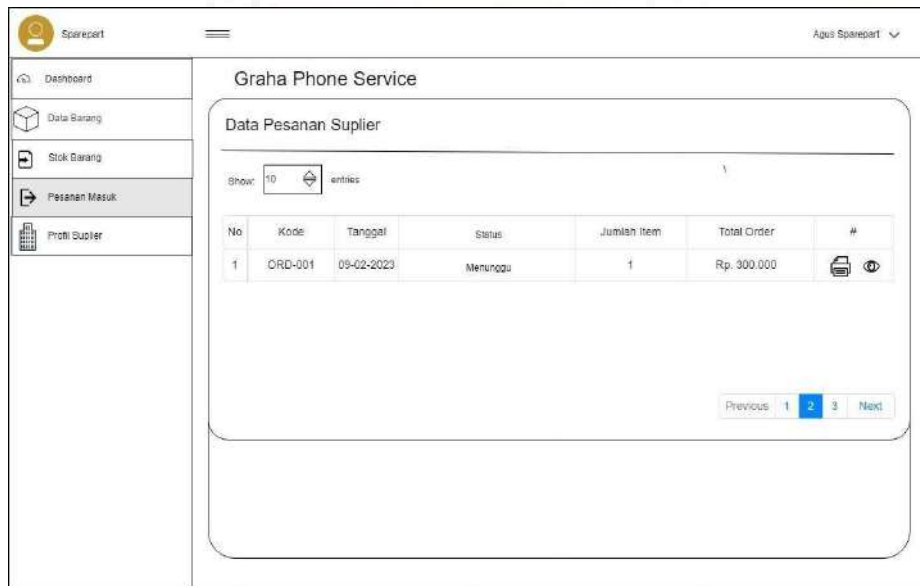 Sparepart
Agus Sparepart
Dashboard
Data Barang
Stok Barang
Pesanan Masuk
Profil Suplier
Graha Phone Service
Data Pesanan Suplier
Show: 10 entries
\
No Kode Tanggal Status Jumlah Item Total Order #
1 ORD-001 09-02-2023 Menunggu 1 Rp. 300.000
Previous 1 2 3 Next